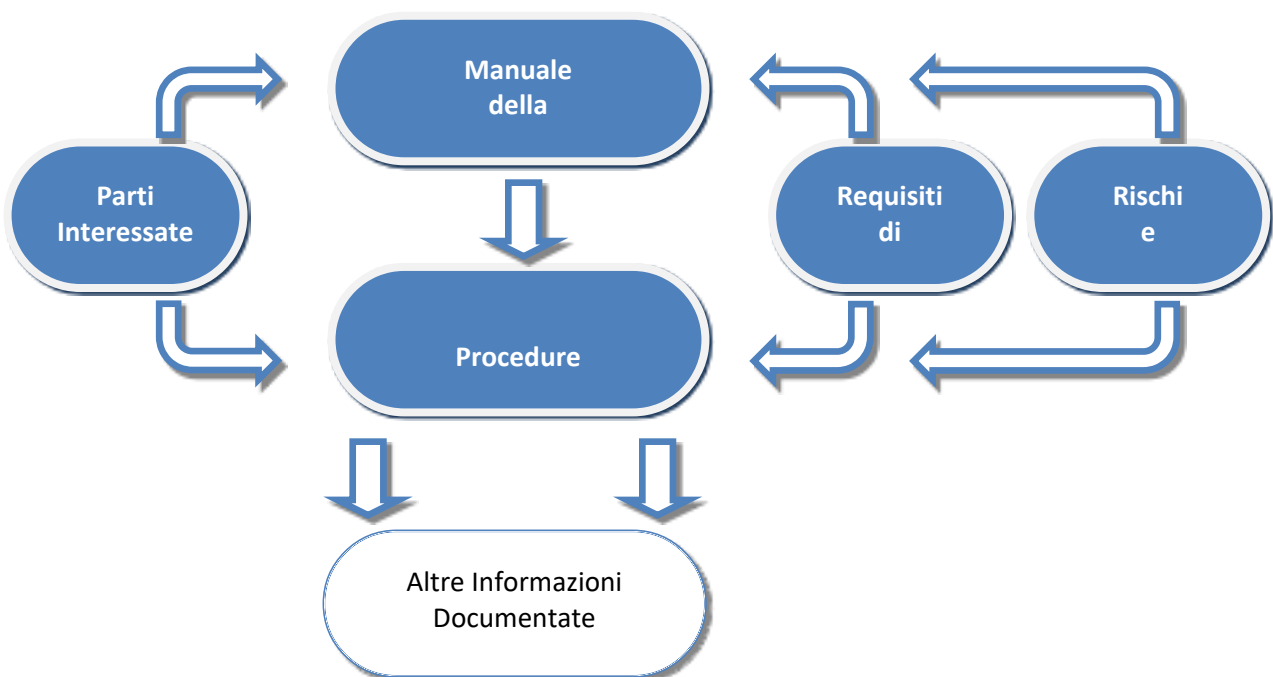 Manuale
della
Parti
Interessate
Requisiti
di
Rischi
e
Procedure
Altre Informazioni
Documentate